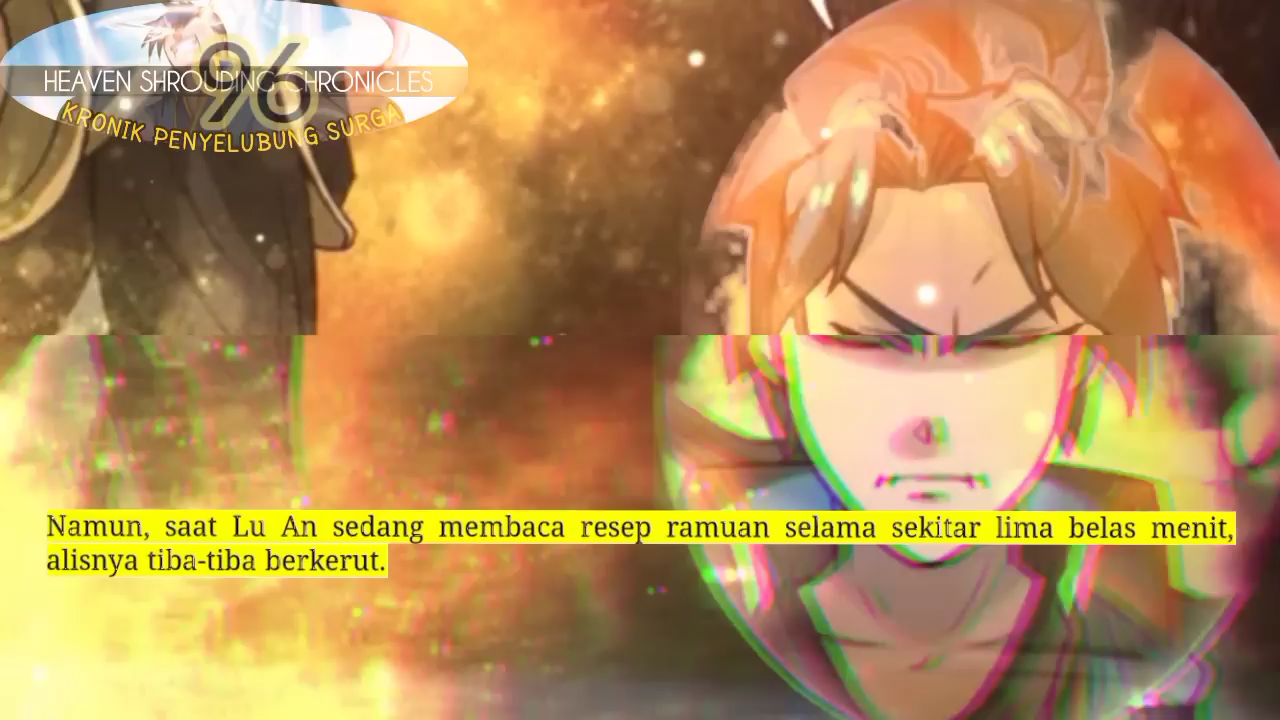 96
HEAVEN SHROUDING CHRONICLES
KRONIK PENYELUBUNG SURGA
Namun, saat Lu An sedang membaca resep ramuan selama sekitar lima belas menit,
alisnya tiba-tiba berkerut.